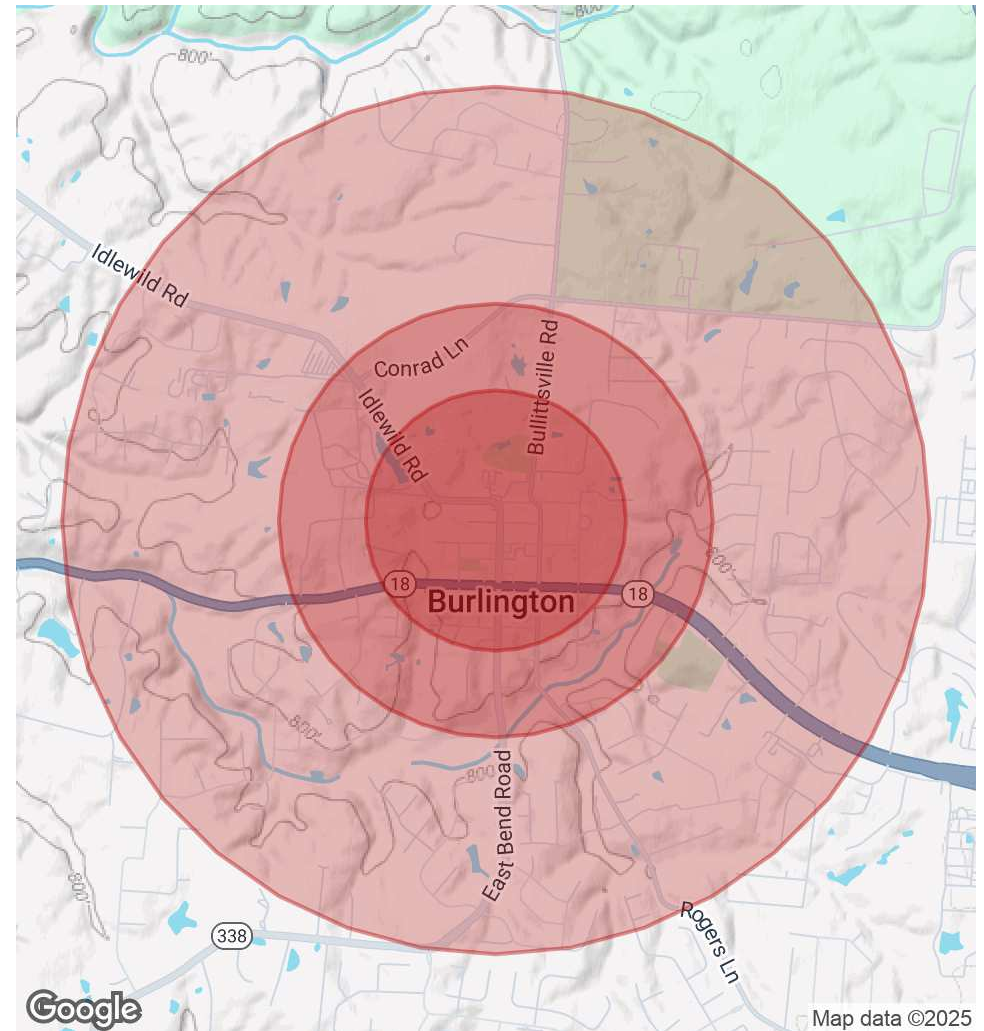 800
800'
Idlewild Rd
Conrad Ln
Bullittsville Rd
Idlewild Rd
800'
18
18
Burlington
800'
800
East Bend Road
800'
Rogers Ln
338
Google
Map data ©2025